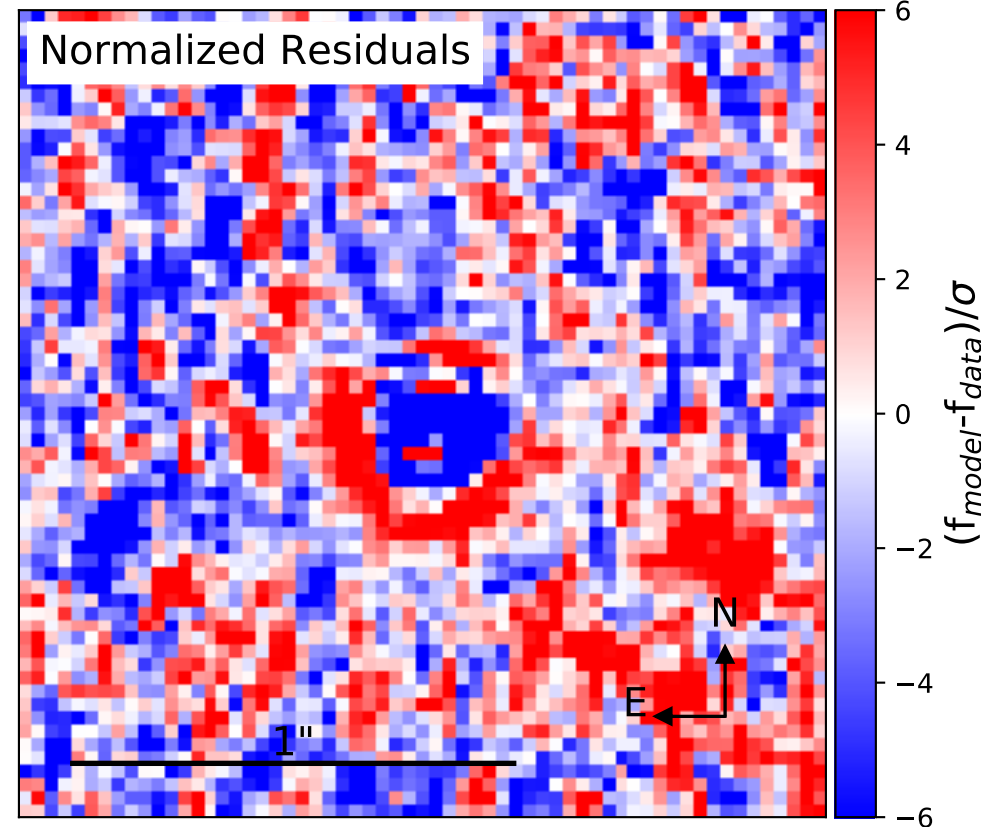 Normalized Residuals
6
4
2
0
−2
−4
−6
(f_model-f_data)/σ
N
E
1"